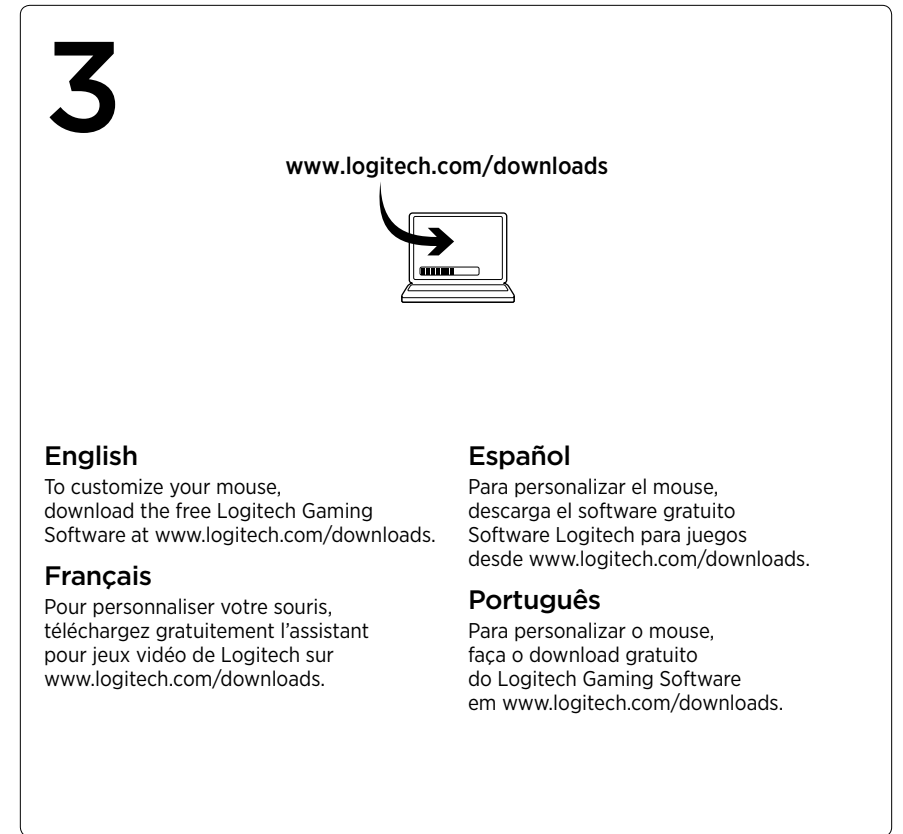 3
www.logitech.com/downloads
English
To customize your mouse,
download the free Logitech Gaming
Software at www.logitech.com/downloads.
Français
Pour personnaliser votre souris,
téléchargez gratuitement l'assistant
pour jeux vidéo de Logitech sur
www.logitech.com/downloads.
Español
Para personalizar el mouse,
descarga el software gratuito
Software Logitech para juegos
desde www.logitech.com/downloads.
Português
Para personalizar o mouse,
faça o download gratuito
do Logitech Gaming Software
em www.logitech.com/downloads.